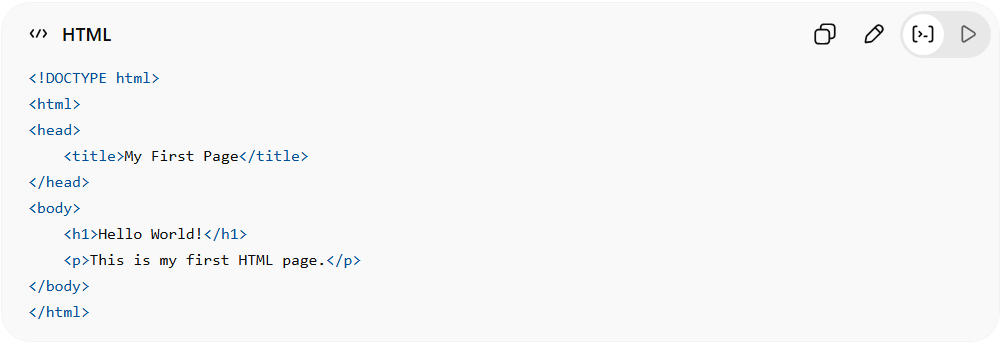 HTML
<!DOCTYPE html>
<html>
<head>
    <title>My First Page</title>
</head>
<body>
    <h1>Hello World!</h1>
    <p>This is my first HTML page.</p>
</body>
</html>